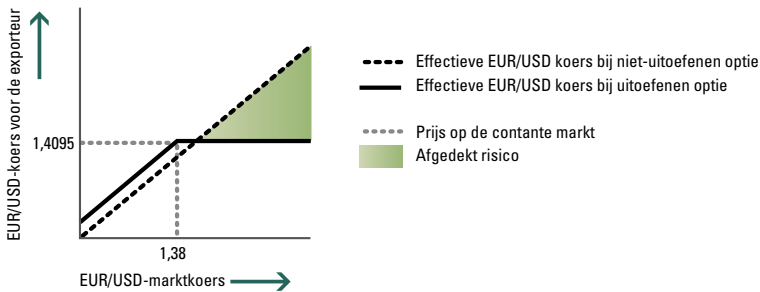 EUR/USD-koers voor de exporteur
1,4095
1,38
EUR/USD-marktkoers
Effectieve EUR/USD koers bij niet-uitoefenen optie
Effectieve EUR/USD koers bij uitoefenen optie
Prijs op de contante markt
Afgedekt risico